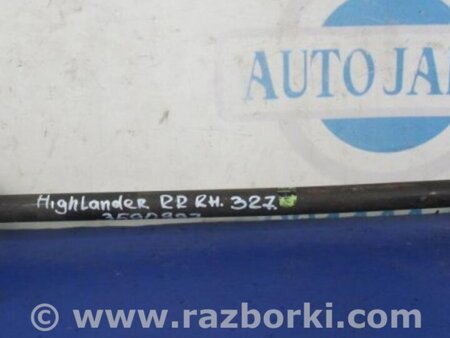 AUTO JA
Highlander RR RH. 327
© www.razborki.com